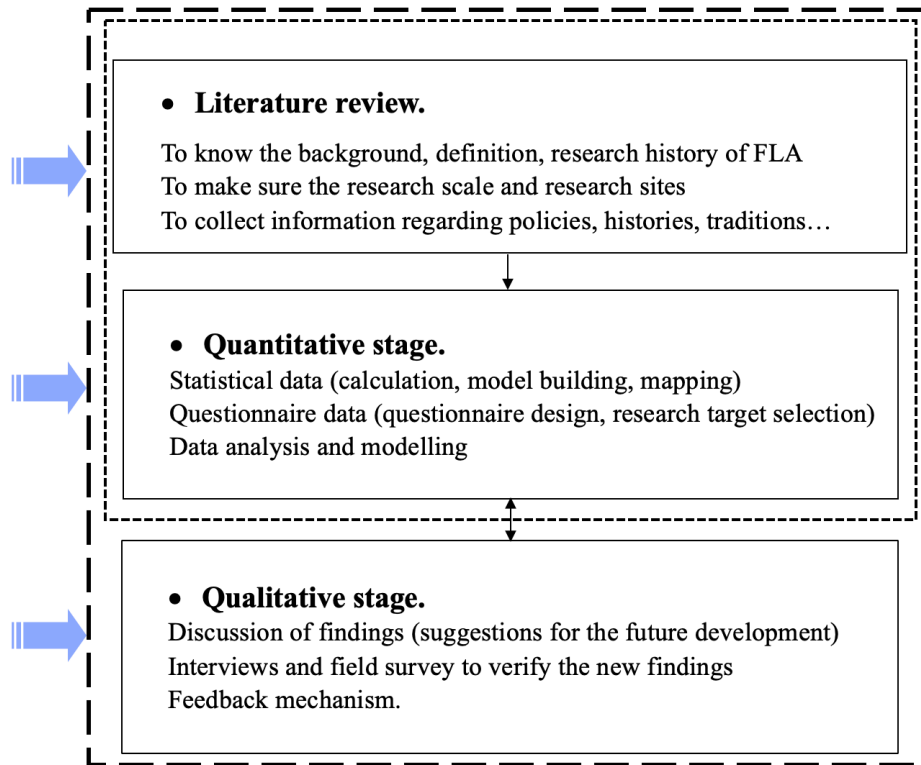 • Literature review.
To know the background, definition, research history of FLA
To make sure the research scale and research sites
To collect information regarding policies, histories, traditions…
• Quantitative stage.
Statistical data (calculation, model building, mapping)
Questionnaire data (questionnaire design, research target selection)
Data analysis and modelling
• Qualitative stage.
Discussion of findings (suggestions for the future development)
Interviews and field survey to verify the new findings
Feedback mechanism.